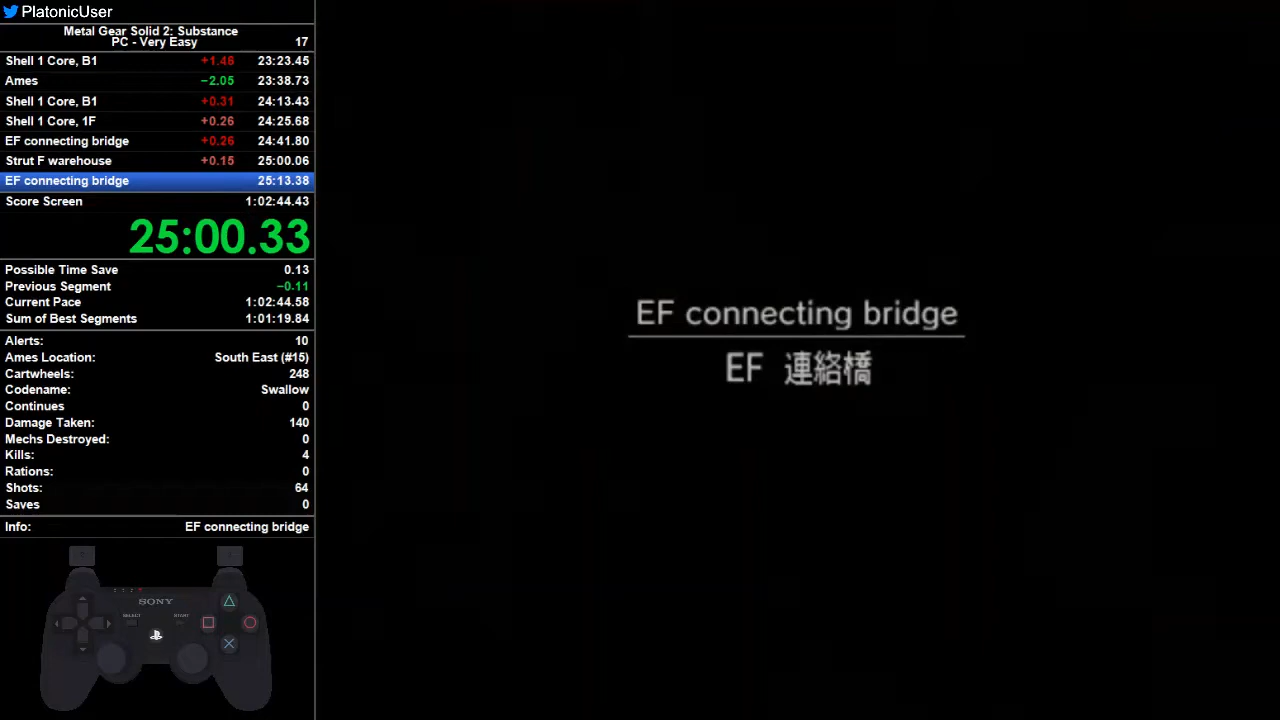 PlatonicUser
Metal Gear Solid 2: Substance
PC - Very Easy 17
Shell 1 Core, B1 +1.46 23:23.45
Ames −2.05 23:38.73
Shell 1 Core, B1 +0.31 24:13.43
Shell 1 Core, 1F +0.26 24:25.68
EF connecting bridge +0.26 24:41.80
Strut F warehouse +0.15 25:00.06
EF connecting bridge 25:13.38
Score Screen 1:02:44.43
25:00.33
Possible Time Save 0.13
Previous Segment −0.11
Current Pace 1:02:44.58
Sum of Best Segments 1:01:19.84
Alerts: 10
Ames Location: South East (#15)
Cartwheels: 248
Codename: Swallow
Continues 0
Damage Taken: 140
Mechs Destroyed: 0
Kills: 4
Rations: 0
Shots: 64
Saves 0
Info: EF connecting bridge
SONY
SELECT START
EF connecting bridge
EF 連絡橋